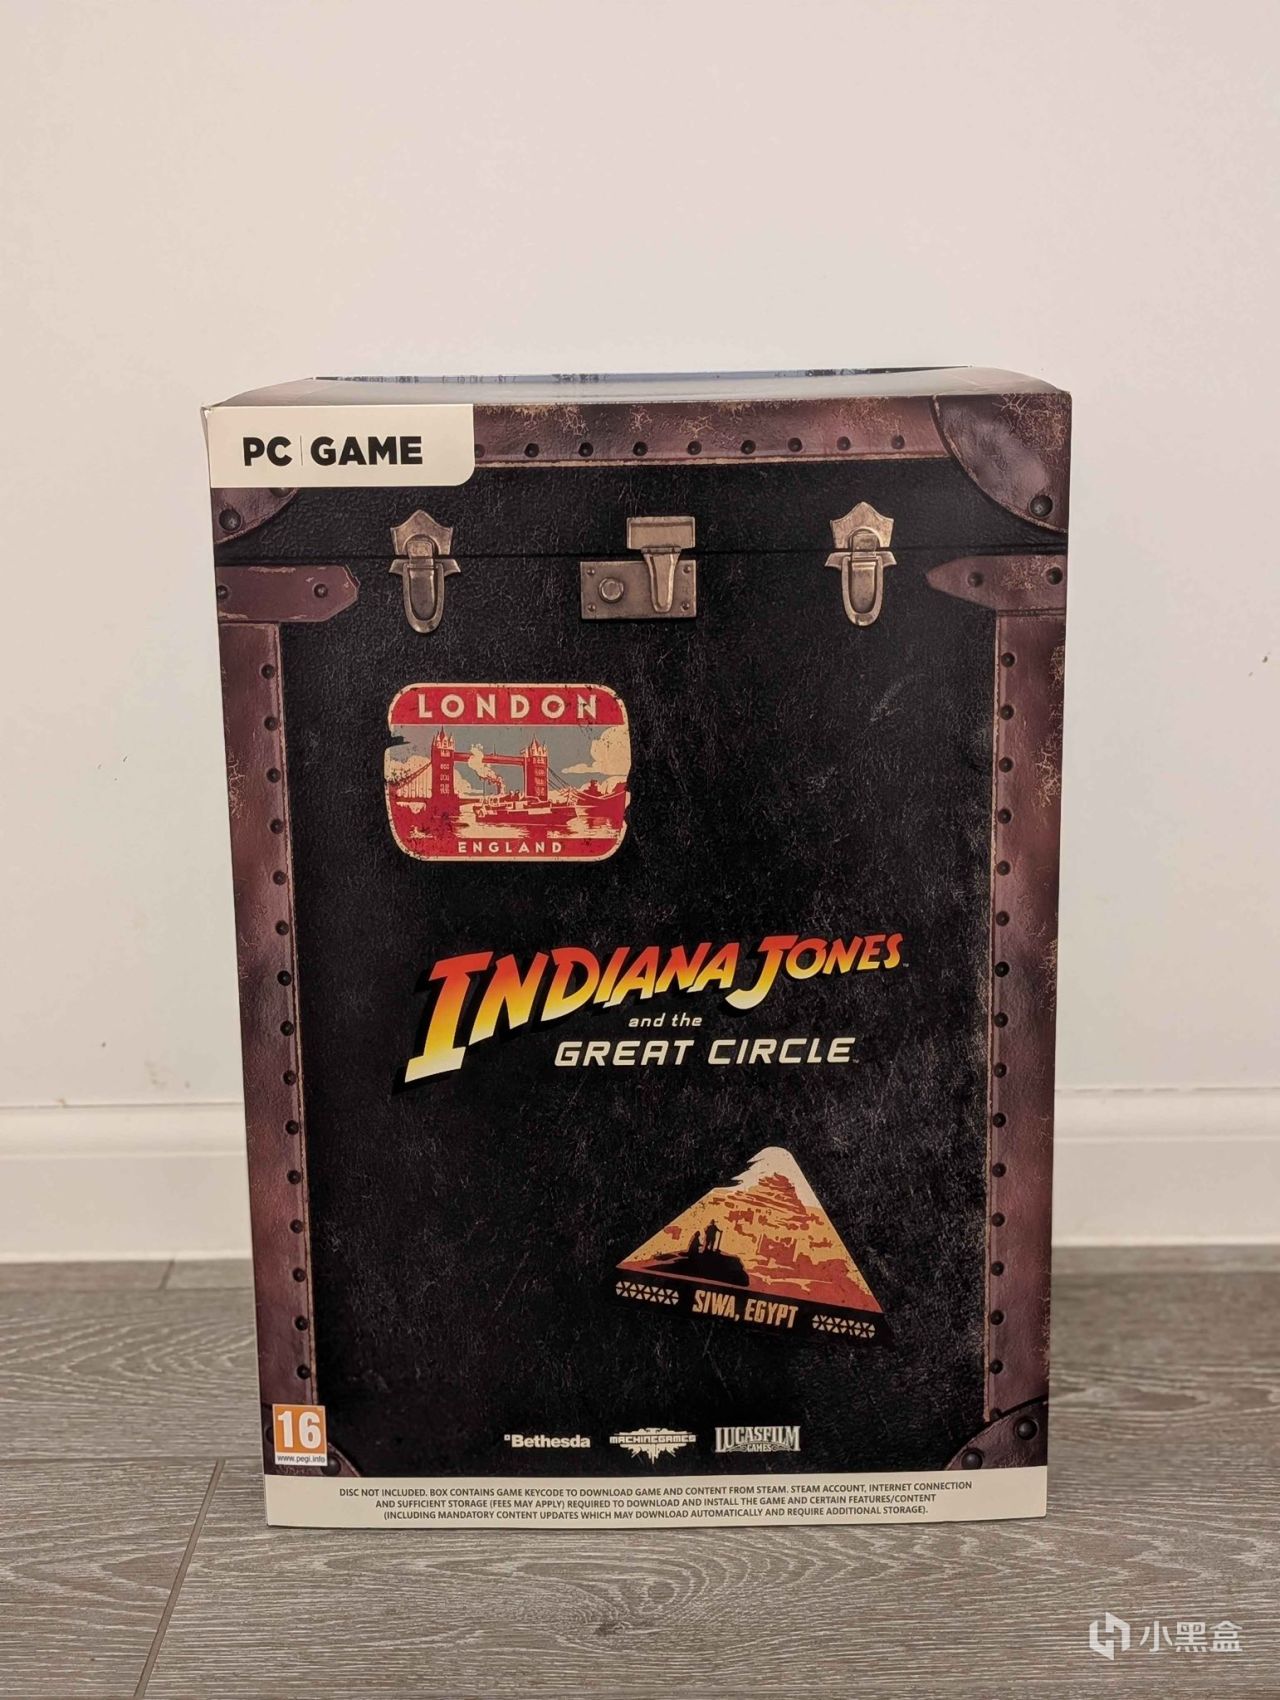 PC GAME
LONDON
ENGLAND
INDIANA JONES™
and the
GREAT CIRCLE™
SIWA, EGYPT
16
www.pegi.info
Bethesda
MACHINEGAMES
LUCASFILM
GAMES
DISC NOT INCLUDED. BOX CONTAINS GAME KEYCODE TO DOWNLOAD GAME AND CONTENT FROM STEAM. STEAM ACCOUNT, INTERNET CONNECTION
AND SUFFICIENT STORAGE (FEES MAY APPLY) REQUIRED TO DOWNLOAD AND INSTALL THE GAME AND CERTAIN FEATURES/CONTENT
(INCLUDING MANDATORY CONTENT UPDATES WHICH MAY DOWNLOAD AUTOMATICALLY AND REQUIRE ADDITIONAL STORAGE).
小黑盒